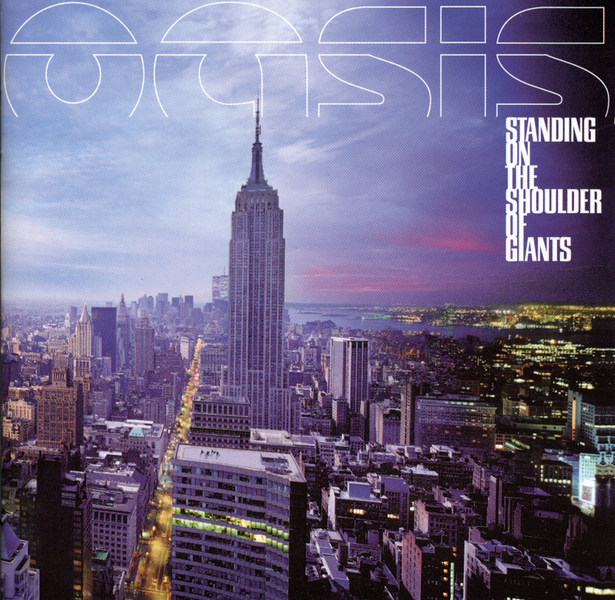 oasis
STANDING
ON
THE
SHOULDER
OF
GIANTS